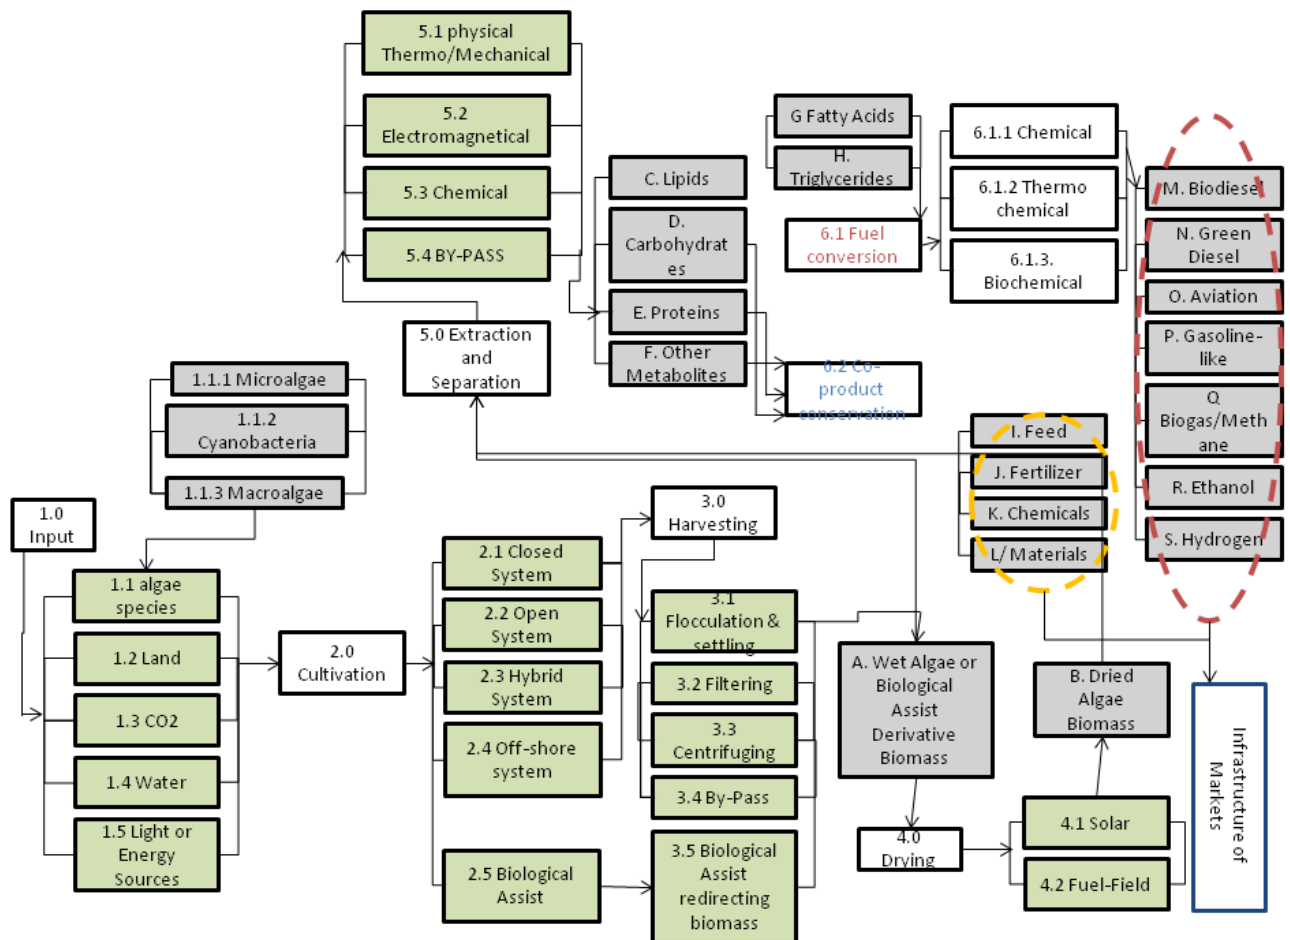 5.1 physical
Thermo/Mechanical
5.2
Electromagnetical
5.3 Chemical
5.4 BY-PASS
5.0 Extraction
and
Separation
C. Lipids
D.
Carbohydrat
es
E. Proteins
F. Other
Metabolites
G Fatty Acids
H.
Triglycerides
6.1 Fuel
conversion
6.2 Co-
product
conservation
6.1.1 Chemical
6.1.2 Thermo
chemical
6.1.3.
Biochemical
M. Biodiesel
N. Green
Diesel
O. Aviation
P. Gasoline-
like
Q
Biogas/Meth
ane
R. Ethanol
S. Hydrogen
I. Feed
J. Fertilizer
K. Chemicals
L/ Materials
1.1.1 Microalgae
1.1.2
Cyanobacteria
1.1.3 Macroalgae
1.0
Input
1.1 algae
species
1.2 Land
1.3 CO2
1.4 Water
1.5 Light or
Energy
Sources
2.0
Cultivation
2.1 Closed
System
2.2 Open
System
2.3 Hybrid
System
2.4 Off-shore
system
2.5 Biological
Assist
3.0
Harvesting
3.1
Flocculation &
settling
3.2 Filtering
3.3
Centrifuging
3.4 By-Pass
3.5 Biological
Assist
redirecting
biomass
A. Wet Algae or
Biological
Assist
Derivative
Biomass
4.0
Drying
4.1 Solar
4.2 Fuel-Field
B. Dried
Algae
Biomass
Infrastructure of
Markets